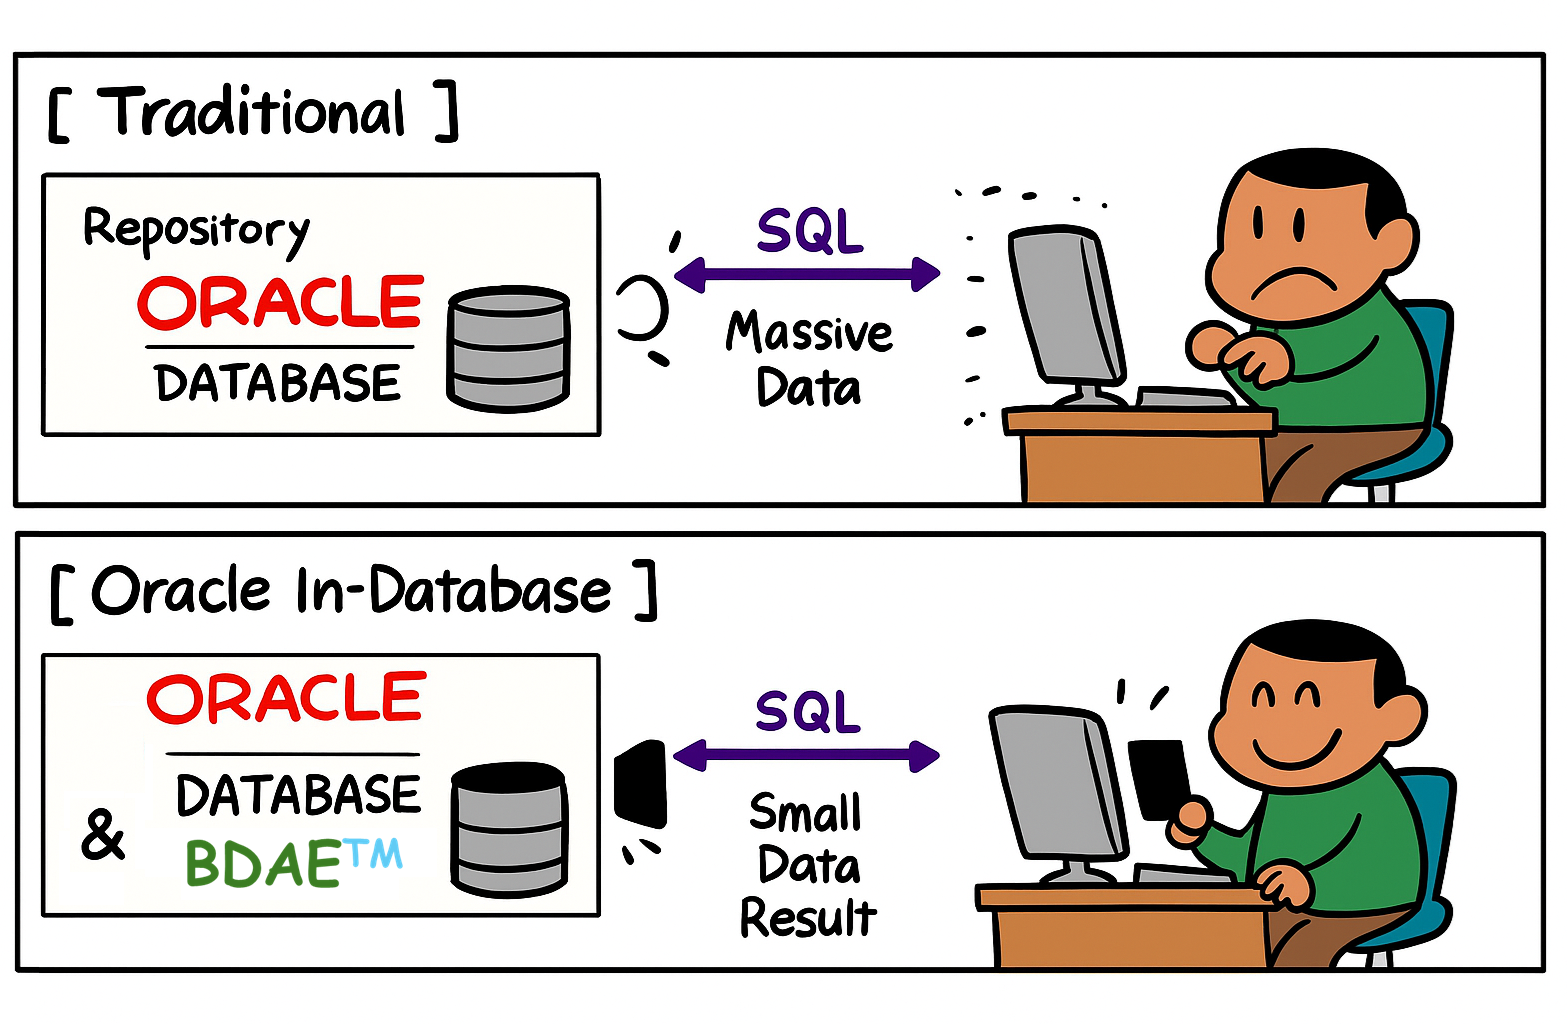 [ Traditional ]
Repository
ORACLE
DATABASE
SQL
Massive
Data
[ Oracle In-Database ]
ORACLE
DATABASE
& BDAE™
SQL
Small
Data
Result